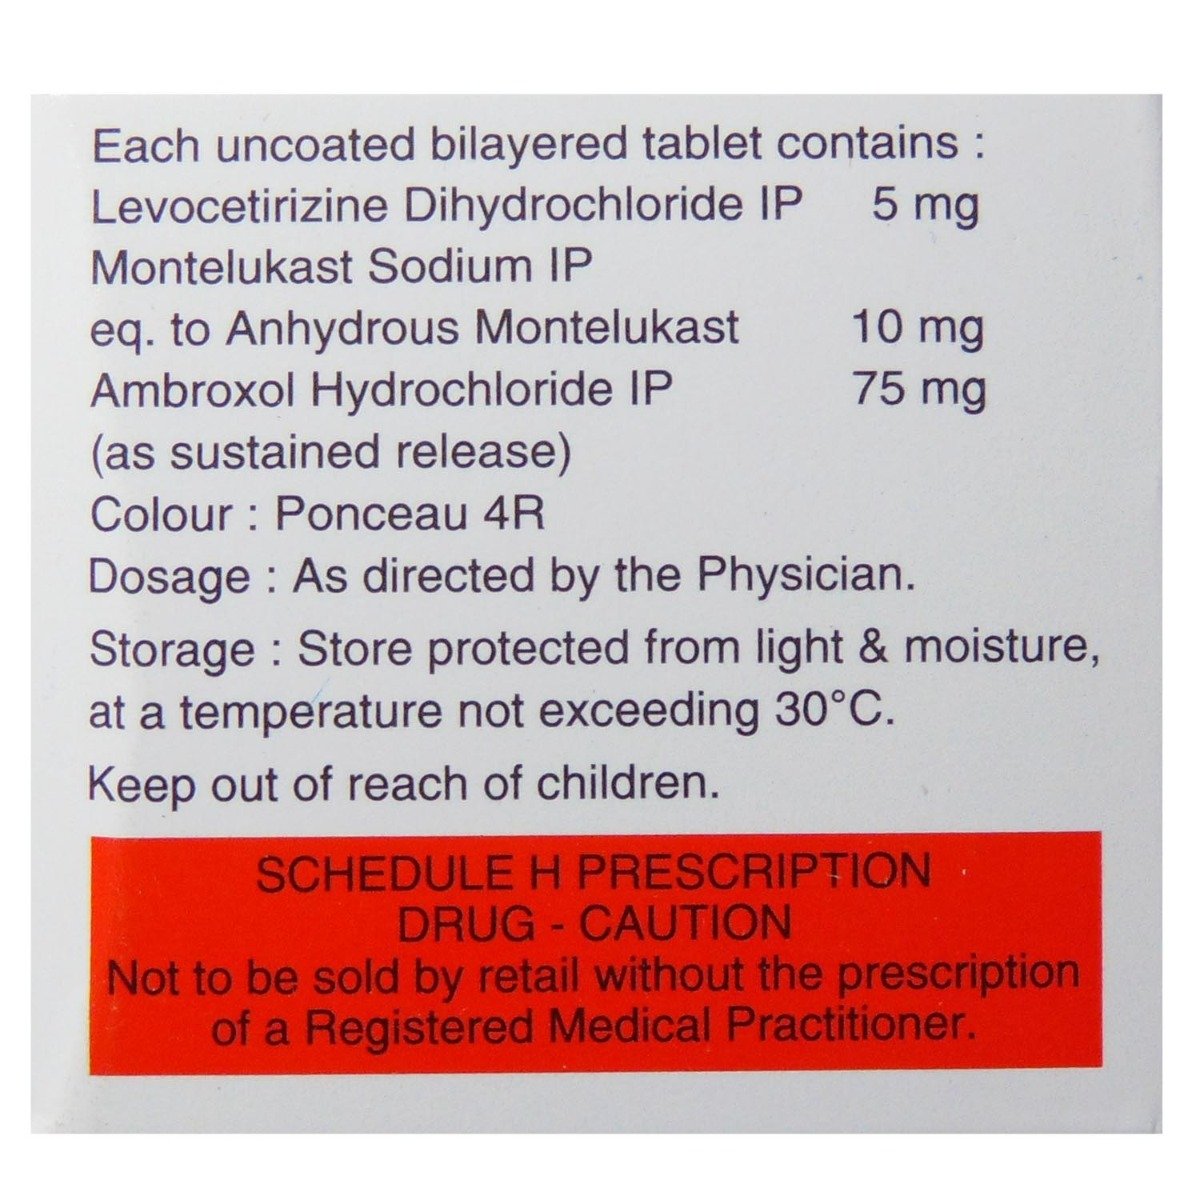 Each uncoated bilayered tablet contains :
Levocetirizine Dihydrochloride IP 5 mg
Montelukast Sodium IP
eq. to Anhydrous Montelukast 10 mg
Ambroxol Hydrochloride IP 75 mg
(as sustained release)
Colour : Ponceau 4R
Dosage : As directed by the Physician.
Storage : Store protected from light & moisture,
at a temperature not exceeding 30°C.
Keep out of reach of children.
SCHEDULE H PRESCRIPTION
DRUG - CAUTION
Not to be sold by retail without the prescription
of a Registered Medical Practitioner.